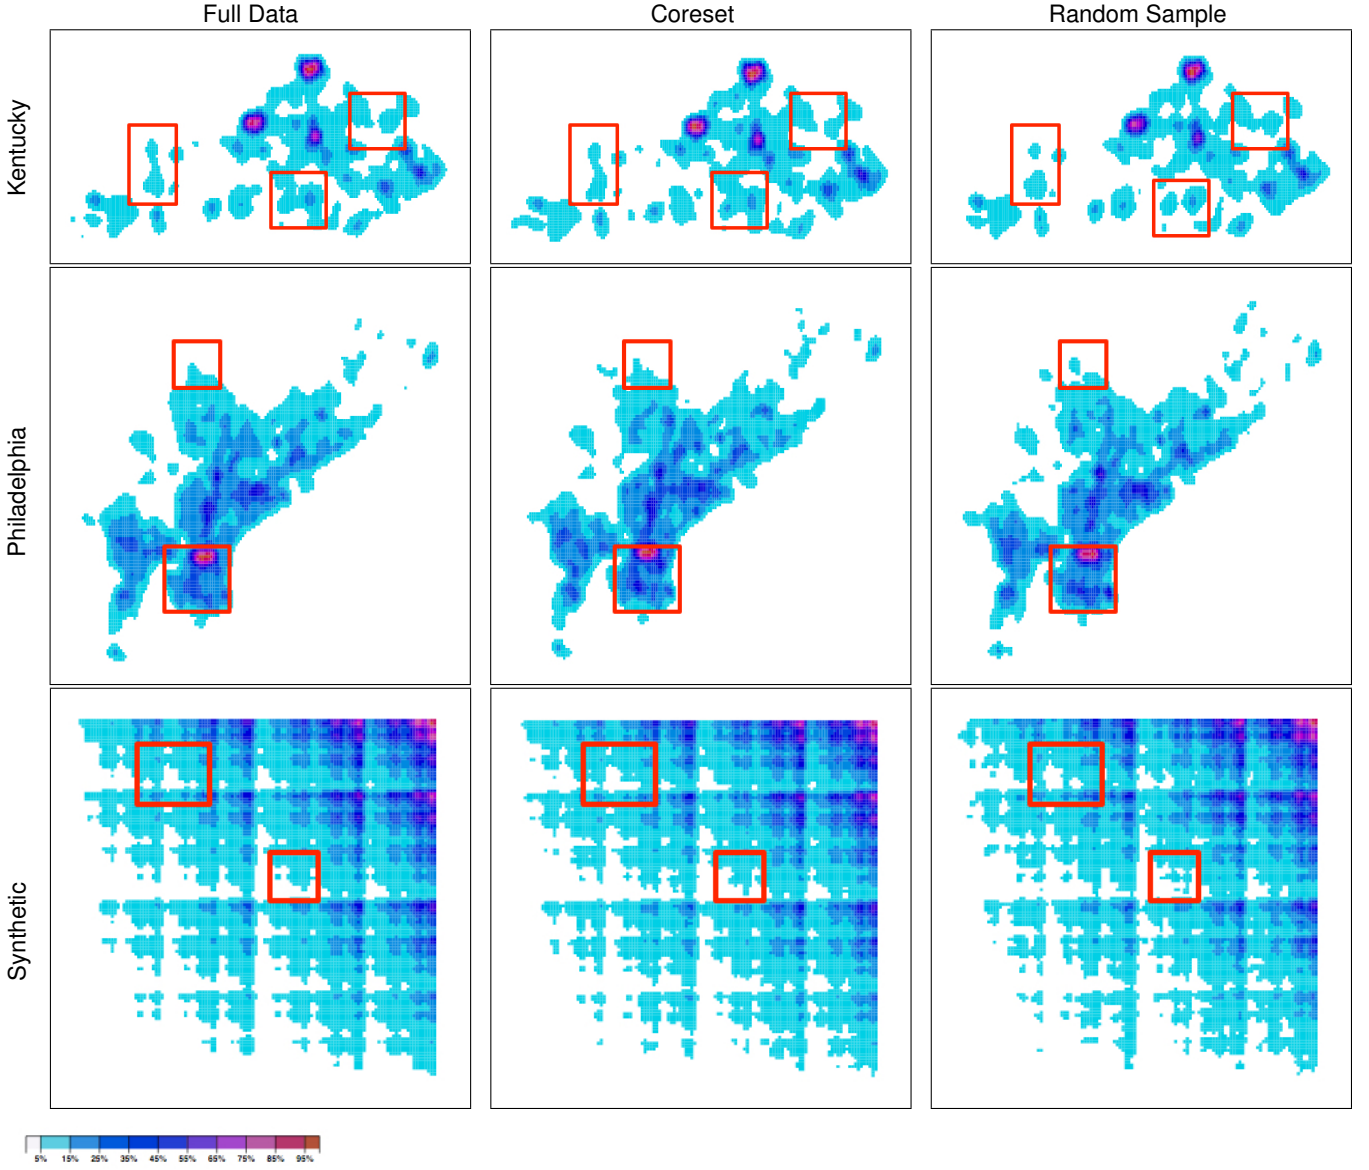 Full Data Coreset Random Sample
Kentucky
Philadelphia
Synthetic
5% 15% 25% 35% 45% 55% 65% 75% 85% 95%